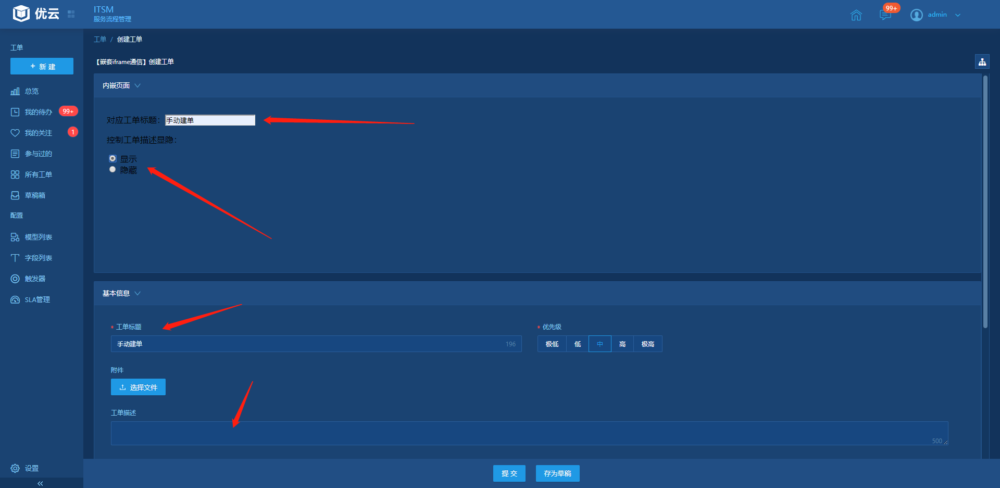 优云
ITSM
服务流程管理
99+
admin
工单
+ 新 建
总览
我的待办 99+
我的关注 1
参与过的
所有工单
草稿箱
配置
模型列表
字段列表
触发器
SLA管理
设置
工单 / 创建工单
【嵌套iframe通信】创建工单
内嵌页面
对应工单标题： 手动建单
控制工单描述显隐：
显示
隐藏
基本信息
* 工单标题
手动建单 196
* 优先级
极低 低 中 高 极高
附件
选择文件
工单描述
500
提 交 存为草稿